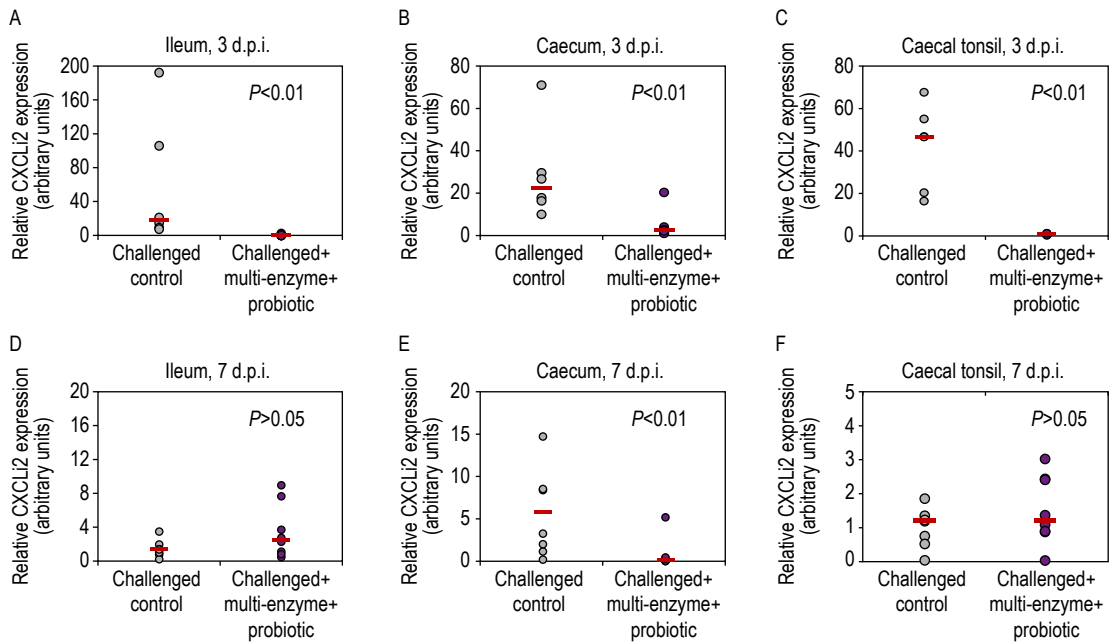 A
Ileum, 3 d.p.i.
Relative CXCLi2 expression
(arbitrary units)
200
160
120
80
40
0
P<0.01
Challenged
control
Challenged+
multi-enzyme+
probiotic
B
Caecum, 3 d.p.i.
Relative CXCLi2 expression
(arbitrary units)
80
60
40
20
0
P<0.01
Challenged
control
Challenged+
multi-enzyme+
probiotic
C
Caecal tonsil, 3 d.p.i.
Relative CXCLi2 expression
(arbitrary units)
80
60
40
20
0
P<0.01
Challenged
control
Challenged+
multi-enzyme+
probiotic
D
Ileum, 7 d.p.i.
Relative CXCLi2 expression
(arbitrary units)
20
16
12
8
4
0
P>0.05
Challenged
control
Challenged+
multi-enzyme+
probiotic
E
Caecum, 7 d.p.i.
Relative CXCLi2 expression
(arbitrary units)
20
15
10
5
0
P<0.01
Challenged
control
Challenged+
multi-enzyme+
probiotic
F
Caecal tonsil, 7 d.p.i.
Relative CXCLi2 expression
(arbitrary units)
5
4
3
2
1
0
P>0.05
Challenged
control
Challenged+
multi-enzyme+
probiotic